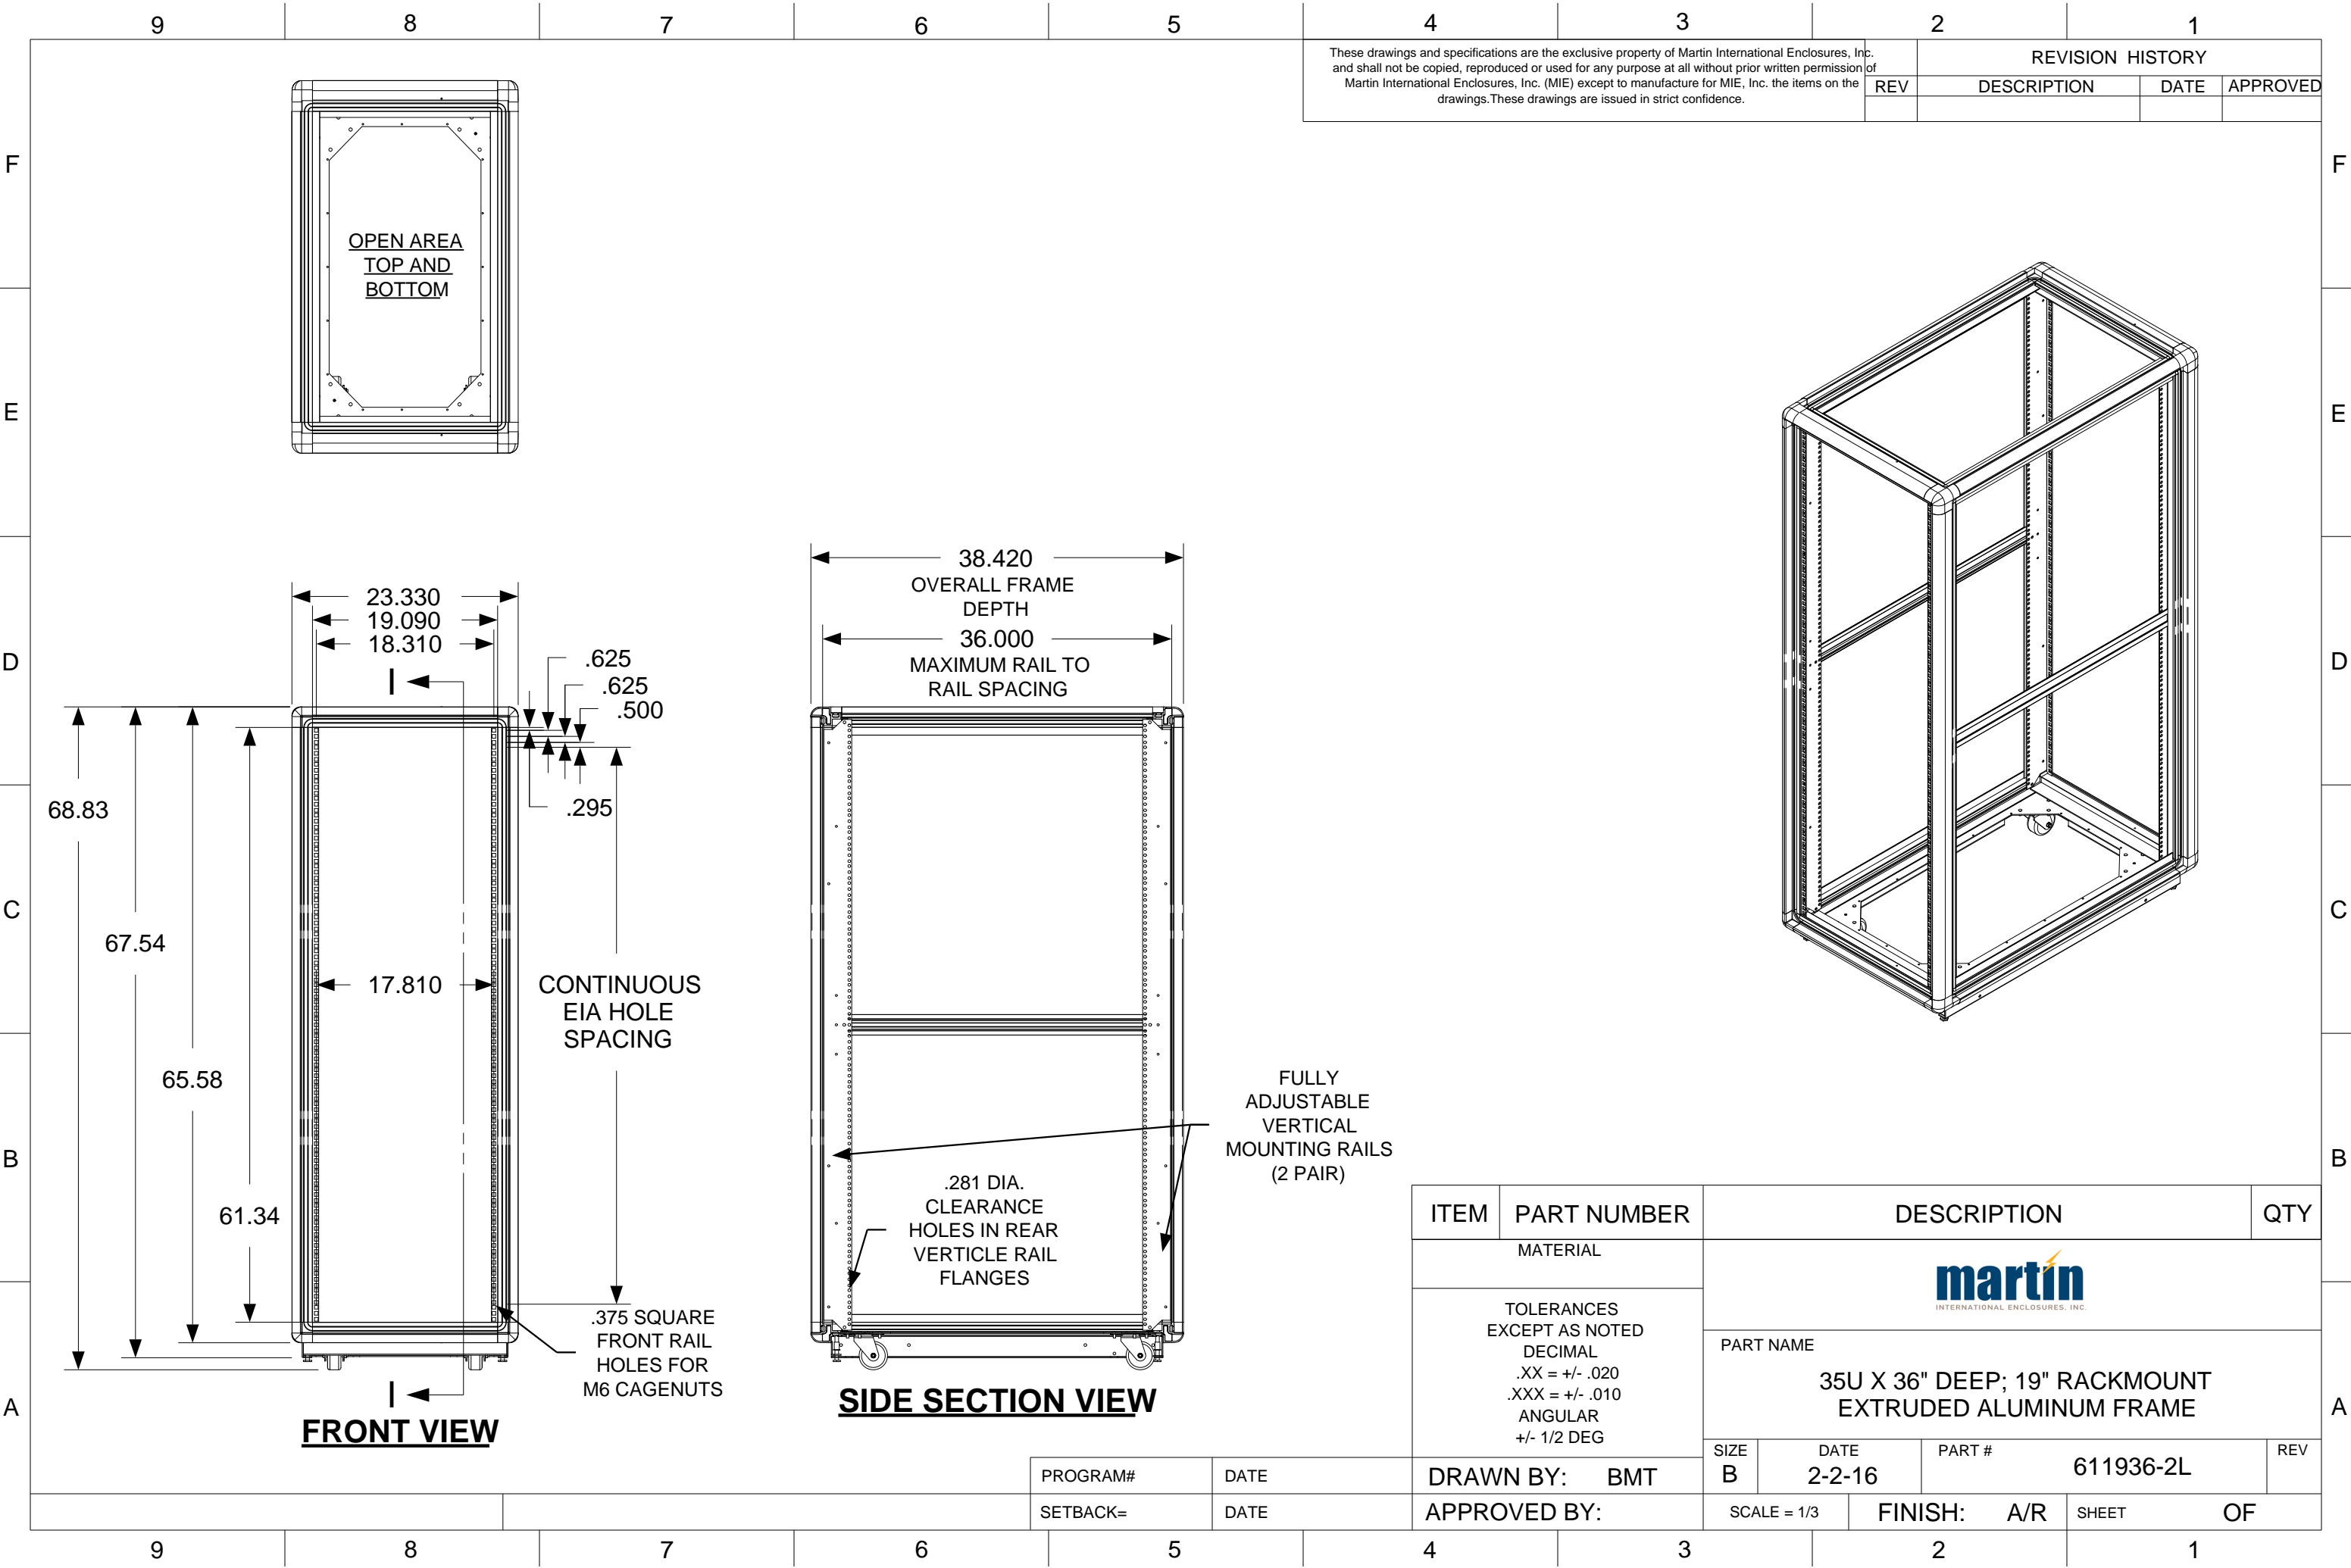 9 8 7 6 5 4 3 2 1
These drawings and specifications are the exclusive property of Martin International Enclosures, Inc.
and shall not be copied, reproduced or used for any purpose at all without prior written permission of
Martin International Enclosures, Inc. (MIE) except to manufacture for MIE, Inc. the items on the
drawings.These drawings are issued in strict confidence.
REVISION HISTORY
REV DESCRIPTION DATE APPROVED
F F
OPEN AREA
TOP AND
BOTTOM
E E
D D
23.330
19.090
18.310
I
.625
.625
.500
.295
38.420
OVERALL FRAME
DEPTH
36.000
MAXIMUM RAIL TO
RAIL SPACING
68.83
67.54
65.58
61.34
17.810
CONTINUOUS
EIA HOLE
SPACING
C C
B B
FULLY
ADJUSTABLE
VERTICAL
MOUNTING RAILS
(2 PAIR)
.281 DIA.
CLEARANCE
HOLES IN REAR
VERTICLE RAIL
FLANGES
.375 SQUARE
FRONT RAIL
HOLES FOR
M6 CAGENUTS
I
FRONT VIEW
SIDE SECTION VIEW
A A
ITEM PART NUMBER DESCRIPTION QTY
MATERIAL
martin
INTERNATIONAL ENCLOSURES, INC.
TOLERANCES
EXCEPT AS NOTED
DECIMAL
.XX = +/- .020
.XXX = +/- .010
ANGULAR
+/- 1/2 DEG
PART NAME
35U X 36" DEEP; 19" RACKMOUNT
EXTRUDED ALUMINUM FRAME
SIZE DATE PART # REV
B 2-2-16 611936-2L
PROGRAM# DATE DRAWN BY: BMT
SETBACK= DATE APPROVED BY: SCALE = 1/3 FINISH: A/R SHEET OF
9 8 7 6 5 4 3 2 1